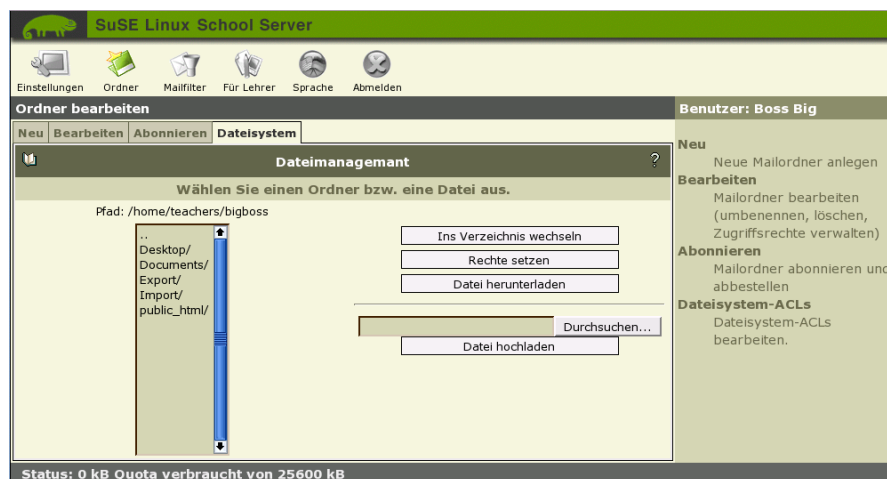 SuSE Linux School Server
Einstellungen Ordner Mailfilter Für Lehrer Sprache Abmelden
Ordner bearbeiten
Benutzer: Boss Big
Neu Bearbeiten Abonnieren Dateisystem
Dateimanagemant ?
Wählen Sie einen Ordner bzw. eine Datei aus.
Pfad: /home/teachers/bigboss
..
Desktop/
Documents/
Export/
Import/
public_html/
Ins Verzeichnis wechseln
Rechte setzen
Datei herunterladen
Durchsuchen...
Datei hochladen
Neu
Neue Mailordner anlegen
Bearbeiten
Mailordner bearbeiten
(umbenennen, löschen,
Zugriffsrechte verwalten)
Abonnieren
Mailordner abonnieren und
abbestellen
Dateisystem-ACLs
Dateisystem-ACLs
bearbeiten.
Status: 0 kB Quota verbraucht von 25600 kB